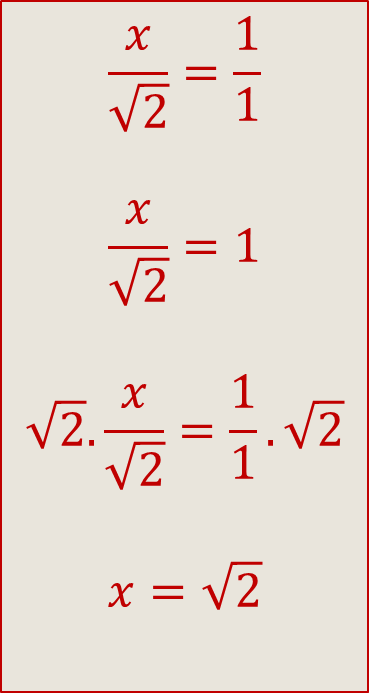 x/√2 = 1/1
x/√2 = 1
√2 . x/√2 = 1/1 . √2
x = √2